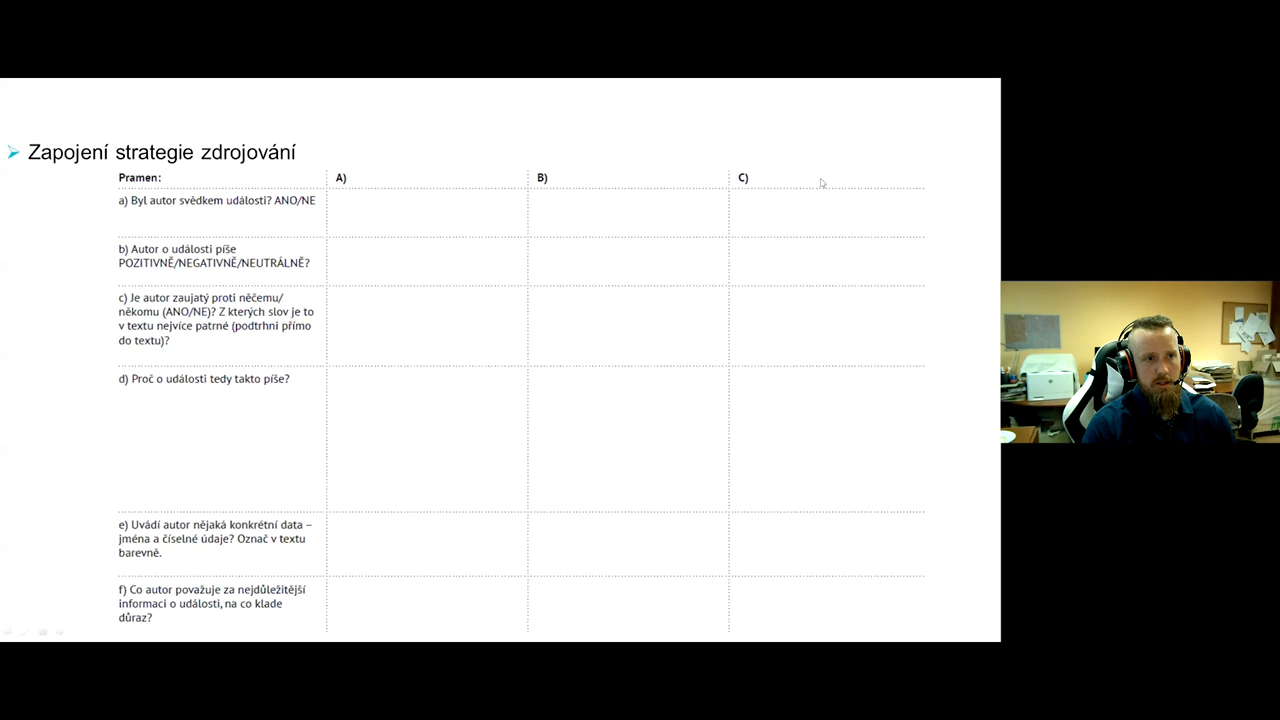 Zapojení strategie zdrojování
Pramen:
A)
B)
C)
a) Byl autor svědkem události? ANO/NE
b) Autor o události píše
POZITIVNĚ/NEGATIVNĚ/NEUTRÁLNĚ?
c) Je autor zaujatý proti něčemu/
někomu (ANO/NE)? Z kterých slov je to
v textu nejvíce patrné (podtrhni přímo
do textu)?
d) Proč o události tedy takto píše?
e) Uvádí autor nějaká konkrétní data –
jména a číselné údaje? Označ v textu
barevně.
f) Co autor považuje za nejdůležitější
informaci o události, na co klade
důraz?